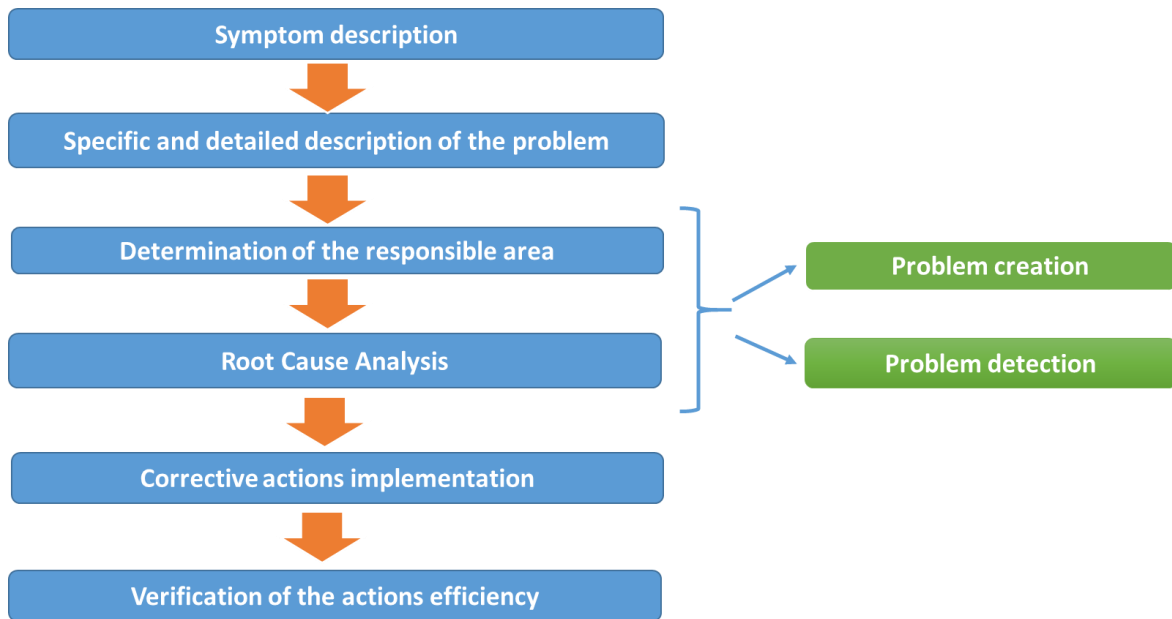 Symptom description
Specific and detailed description of the problem
Determination of the responsible area
Problem creation
Root Cause Analysis
Problem detection
Corrective actions implementation
Verification of the actions efficiency